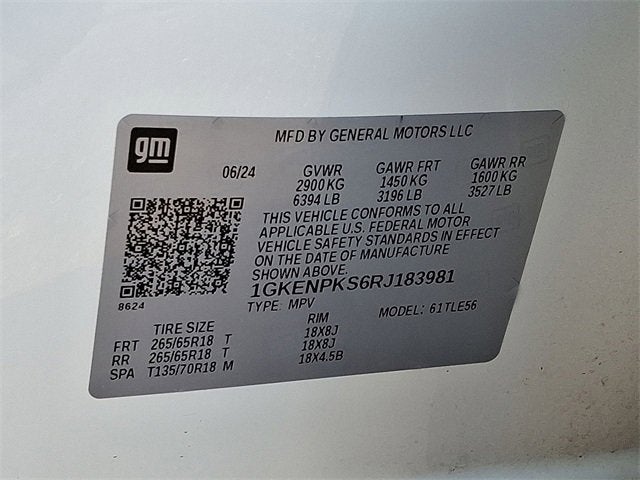 gm
MFD BY GENERAL MOTORS LLC
06/24 GVWR GAWR FRT GAWR RR
2900 KG 1450 KG 1600 KG
6394 LB 3196 LB 3527 LB
THIS VEHICLE CONFORMS TO ALL
APPLICABLE U.S. FEDERAL MOTOR
VEHICLE SAFETY STANDARDS IN EFFECT
ON THE DATE OF MANUFACTURE
SHOWN ABOVE.
1GKENPKS6RJ183981
8624
TYPE: MPV MODEL: 61TLE56
TIRE SIZE RIM
FRT 265/65R18 T 18X8J
RR 265/65R18 T 18X8J
SPA T135/70R18 M 18X4.5B